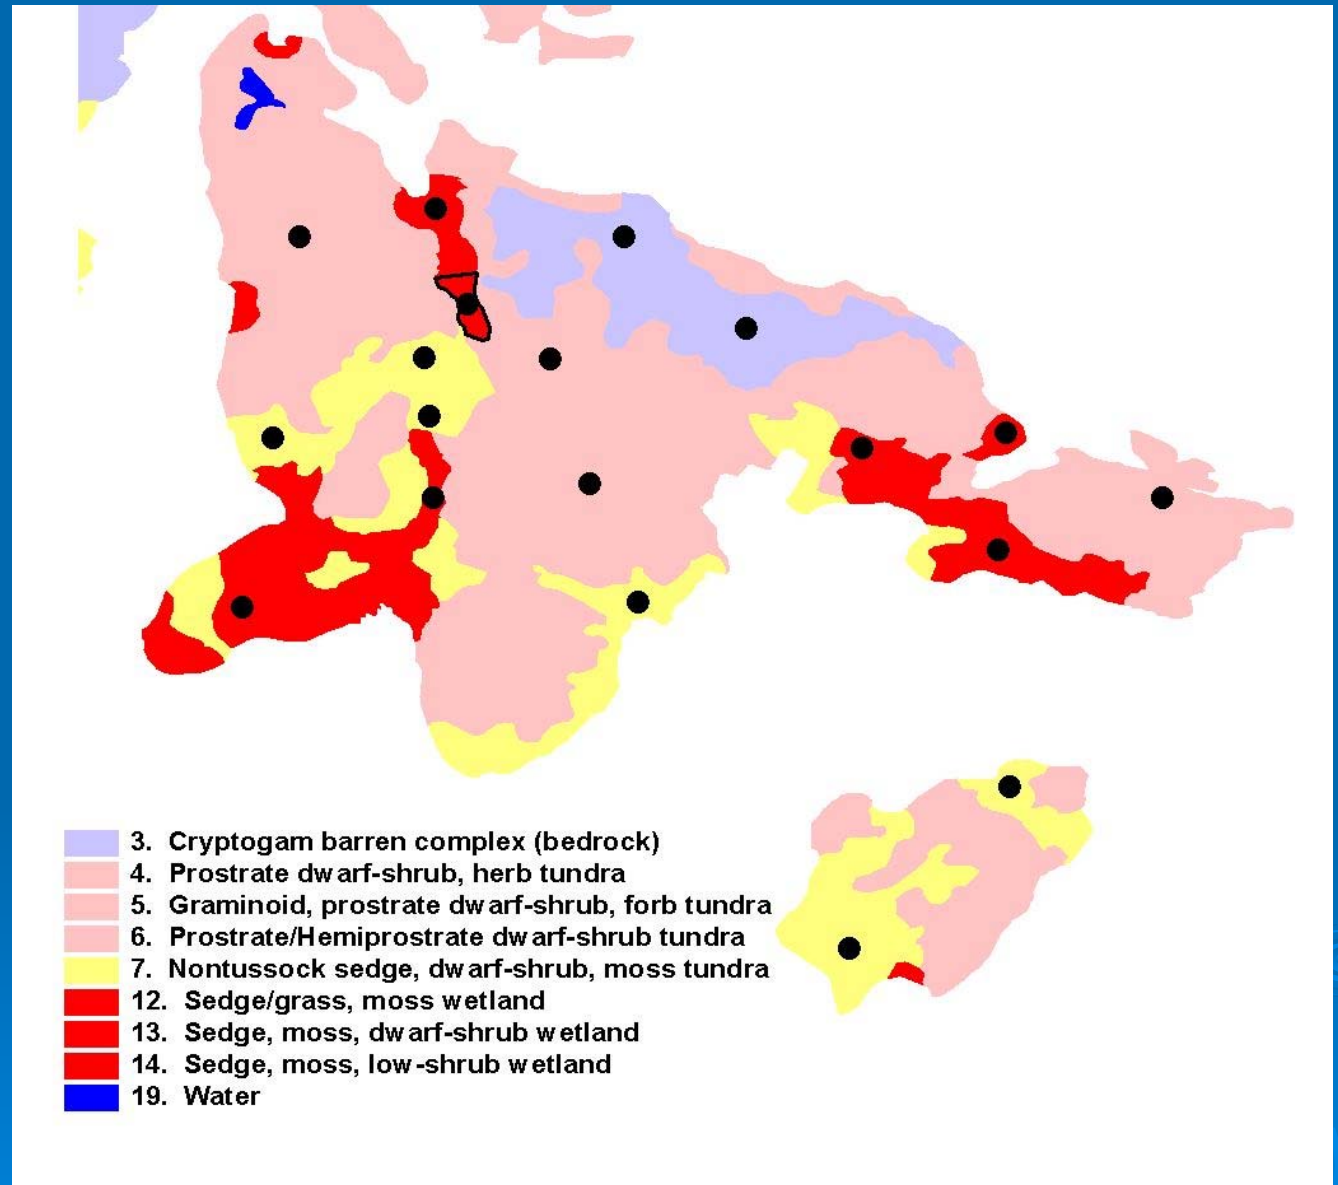 3. Cryptogam barren complex (bedrock)
4. Prostrate dwarf-shrub, herb tundra
5. Graminoid, prostrate dwarf-shrub, forb tundra
6. Prostrate/Hemiprostrate dwarf-shrub tundra
7. Nontussock sedge, dwarf-shrub, moss tundra
12. Sedge/grass, moss wetland
13. Sedge, moss, dwarf-shrub wetland
14. Sedge, moss, low-shrub wetland
19. Water